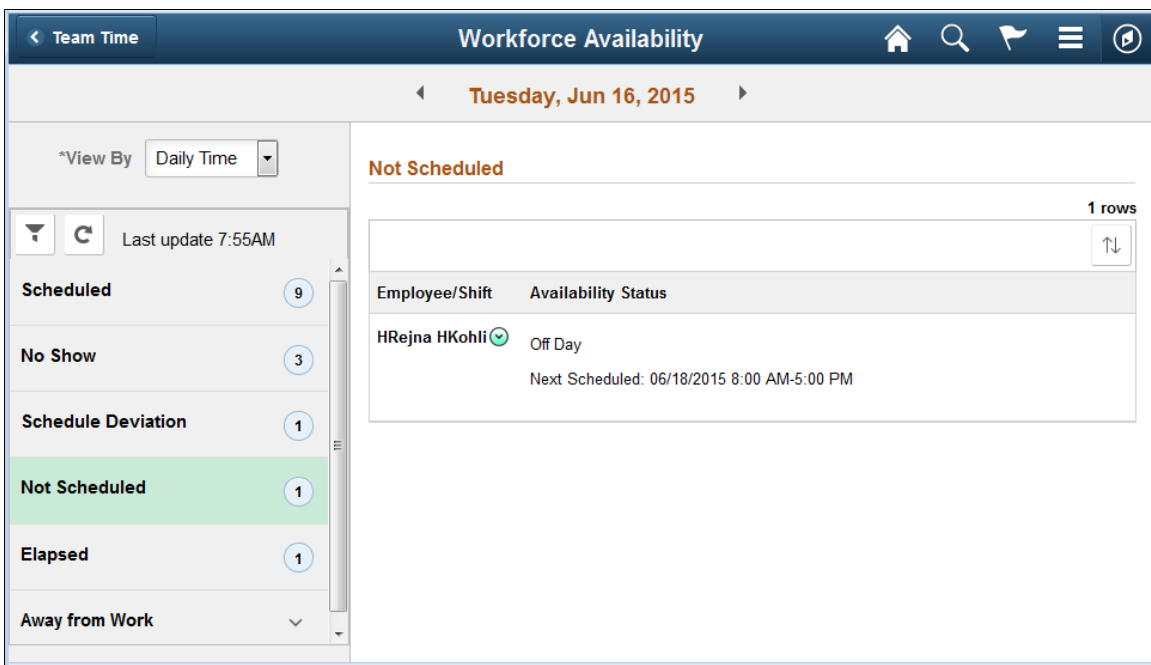 Team Time
Workforce Availability
Tuesday, Jun 16, 2015
*View By Daily Time
Last update 7:55AM
Scheduled 9
No Show 3
Schedule Deviation 1
Not Scheduled 1
Elapsed 1
Away from Work
Not Scheduled
1 rows
Employee/Shift Availability Status
HRejna HKohli Off Day
Next Scheduled: 06/18/2015 8:00 AM-5:00 PM